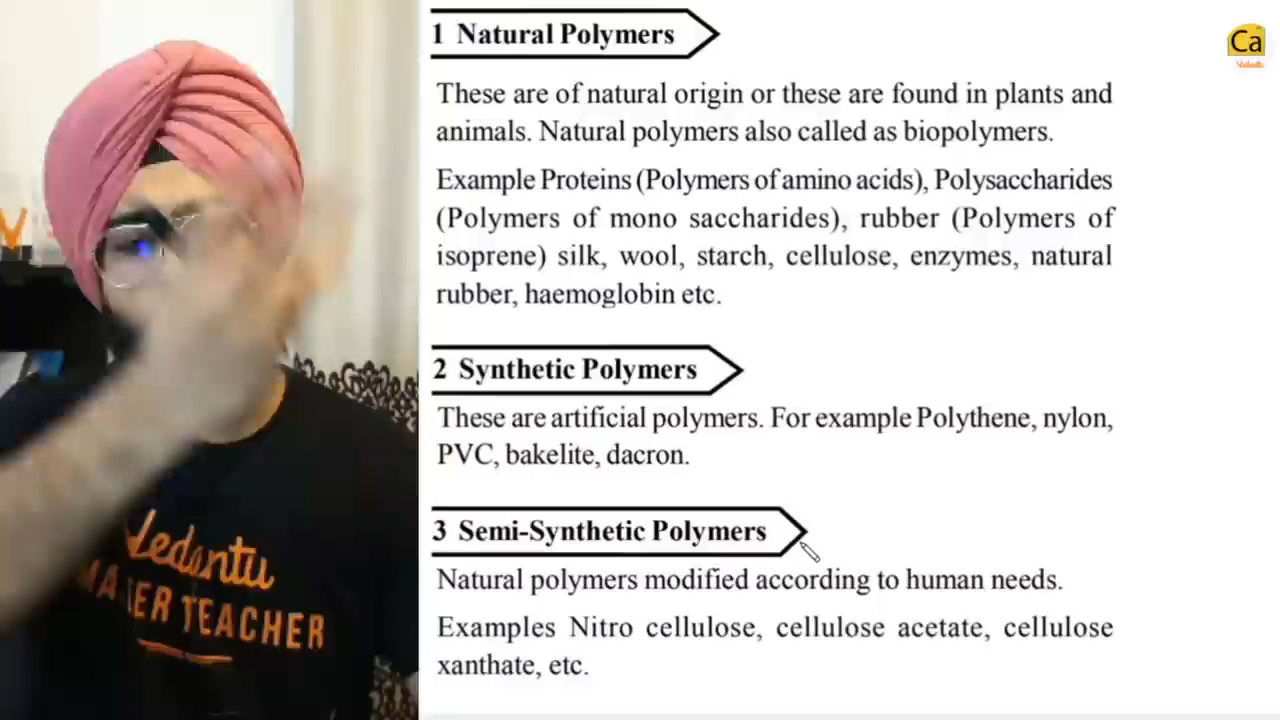 1 Natural Polymers
These are of natural origin or these are found in plants and
animals. Natural polymers also called as biopolymers.
Example Proteins (Polymers of amino acids), Polysaccharides
(Polymers of mono saccharides), rubber (Polymers of
isoprene) silk, wool, starch, cellulose, enzymes, natural
rubber, haemoglobin etc.
2 Synthetic Polymers
These are artificial polymers. For example Polythene, nylon,
PVC, bakelite, dacron.
3 Semi-Synthetic Polymers
Natural polymers modified according to human needs.
Examples Nitro cellulose, cellulose acetate, cellulose
xanthate, etc.
Ca
Vedantu
TEACHER